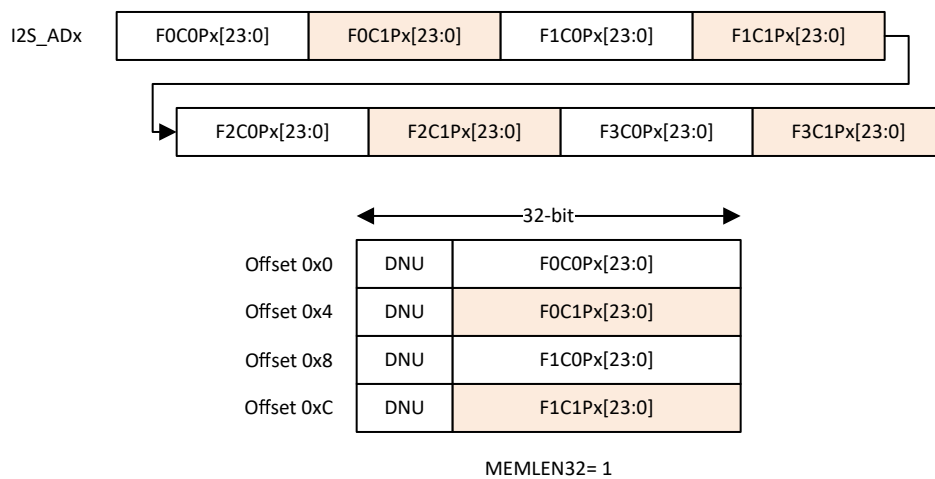 I2S_ADx F0C0Px[23:0] F0C1Px[23:0] F1C0Px[23:0] F1C1Px[23:0]
F2C0Px[23:0] F2C1Px[23:0] F3C0Px[23:0] F3C1Px[23:0]
32-bit
Offset 0x0 DNU F0C0Px[23:0]
Offset 0x4 DNU F0C1Px[23:0]
Offset 0x8 DNU F1C0Px[23:0]
Offset 0xC DNU F1C1Px[23:0]
MEMLEN32= 1